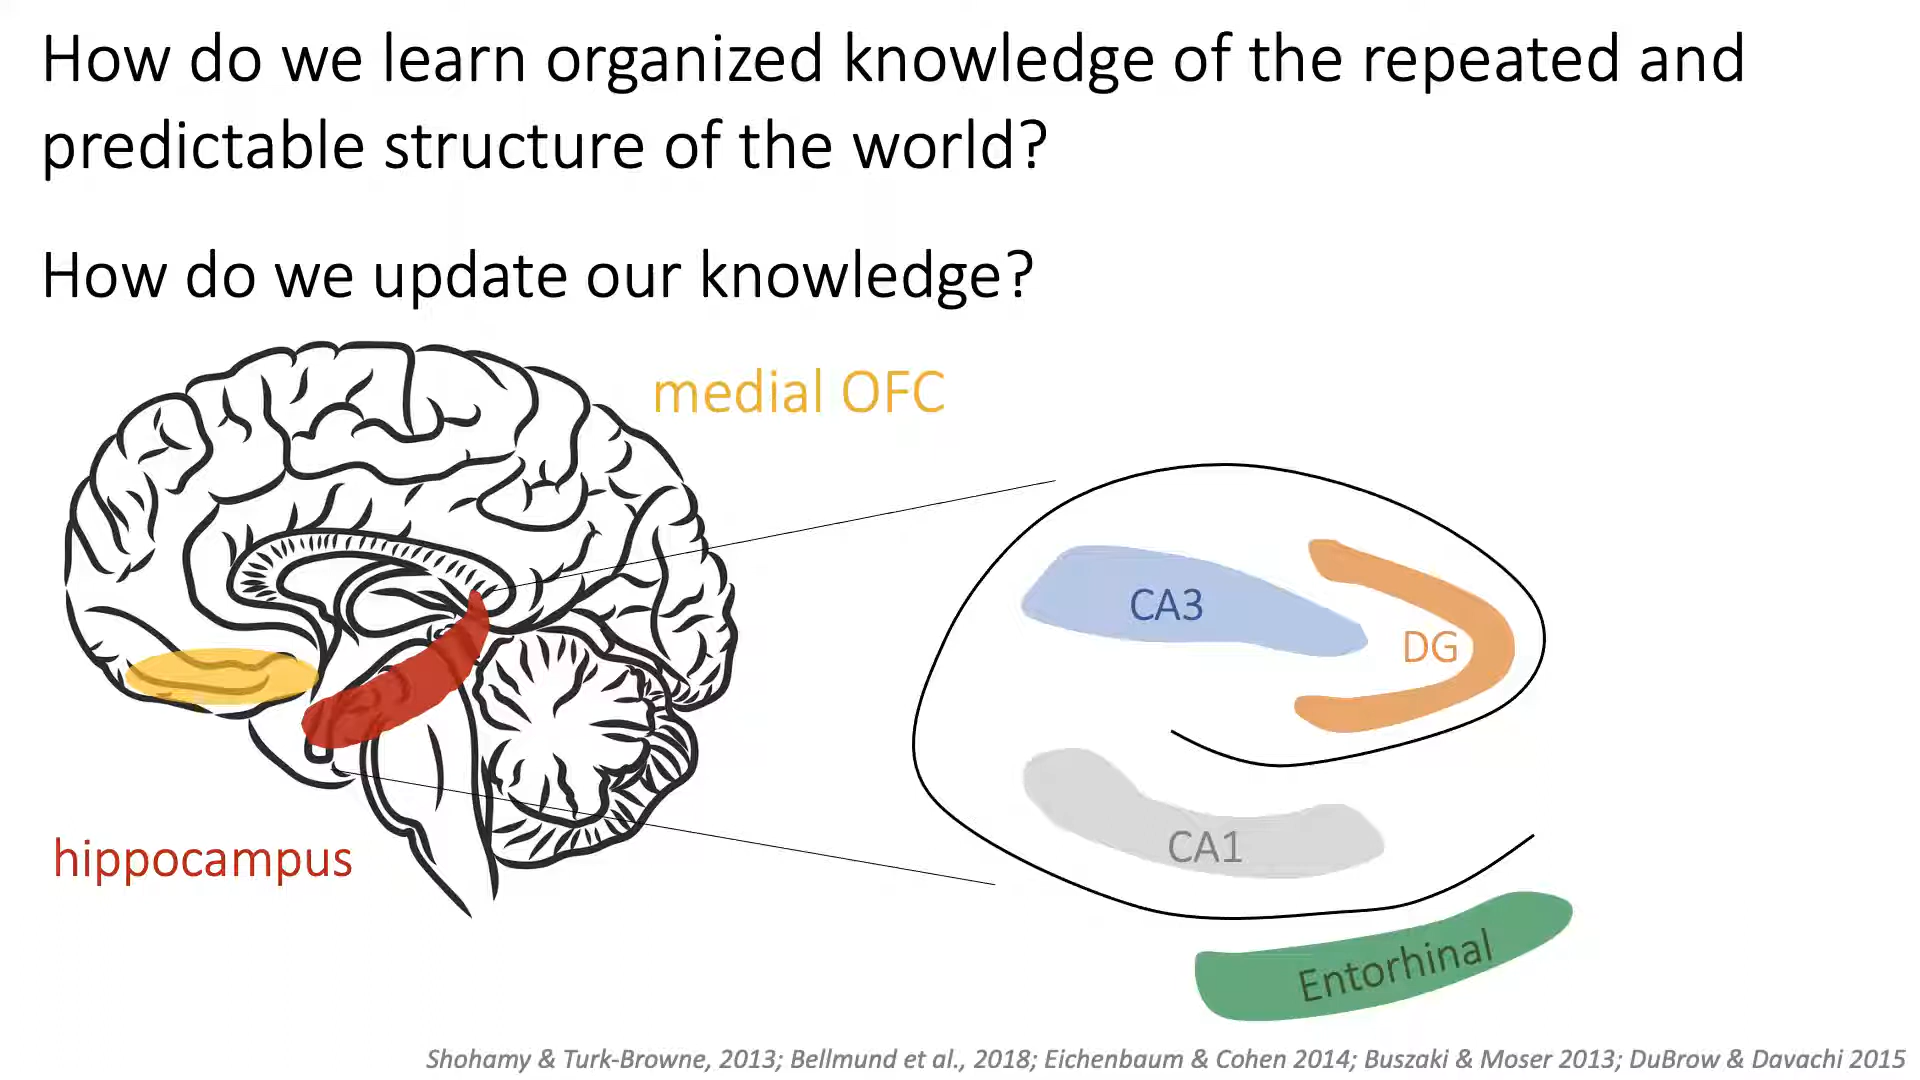 How do we learn organized knowledge of the repeated and
predictable structure of the world?
How do we update our knowledge?
medial OFC
hippocampus
CA3
DG
CA1
Entorhinal
Shohamy & Turk-Browne, 2013; Bellmund et al., 2018; Eichenbaum & Cohen 2014; Buszaki & Moser 2013; DuBrow & Davachi 2015